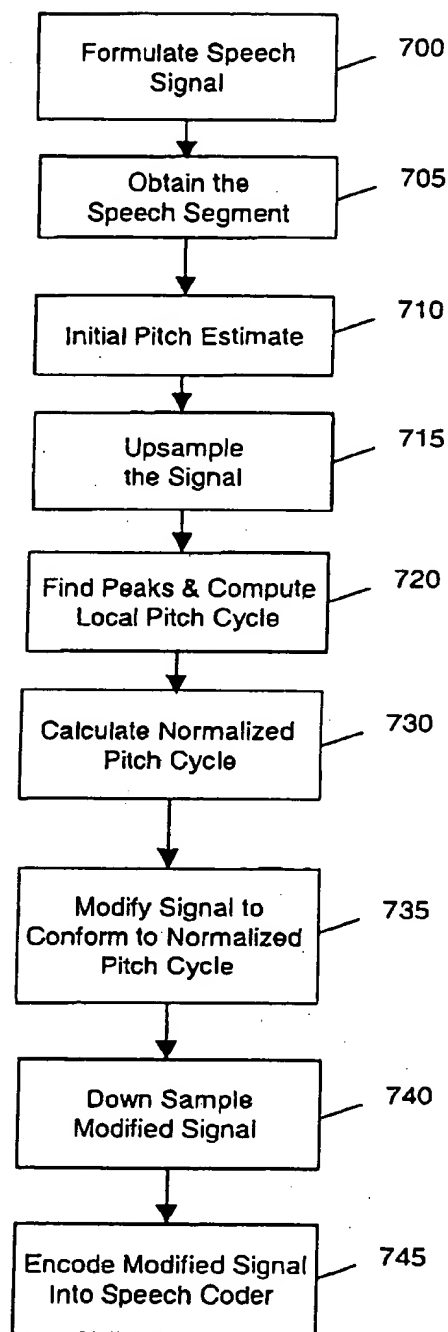 Formulate Speech
Signal
700
Obtain the
Speech Segment
705
Initial Pitch Estimate
710
Upsample
the Signal
715
Find Peaks & Compute
Local Pitch Cycle
720
Calculate Normalized
Pitch Cycle
730
Modify Signal to
Conform to Normalized
Pitch Cycle
735
Down Sample
Modified Signal
740
Encode Modified Signal
Into Speech Coder
745